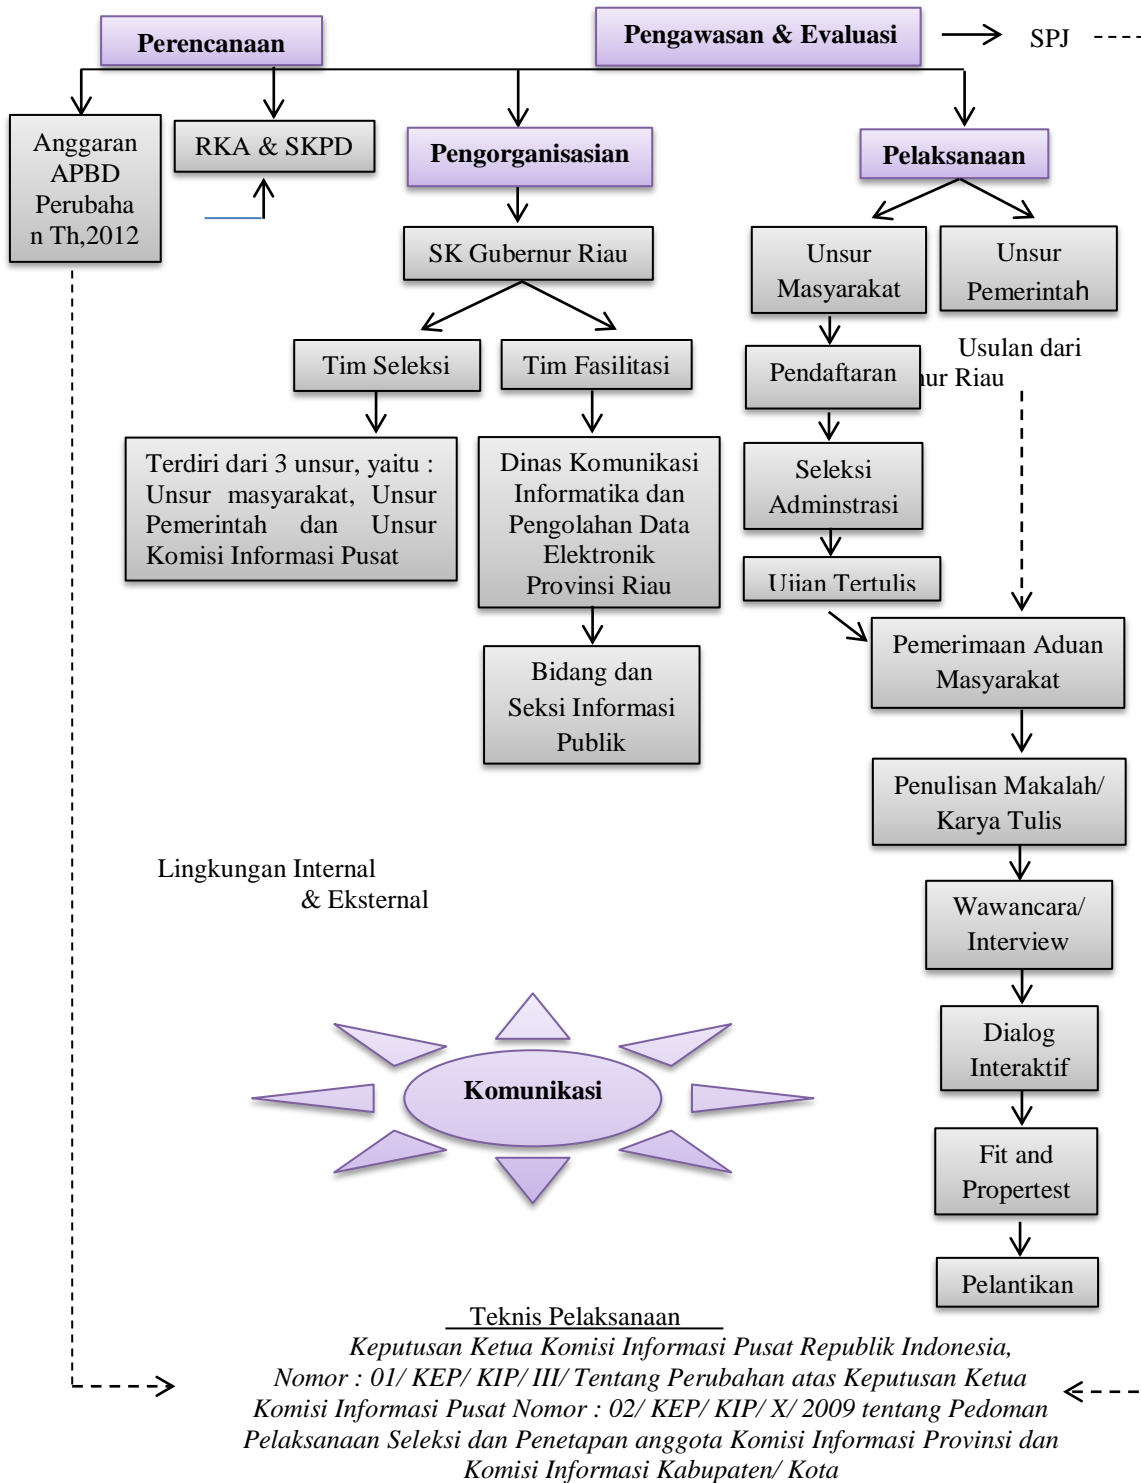 Perencanaan
Pengawasan & Evaluasi
SPJ
Anggaran
APBD
Perubaha
n Th,2012
RKA & SKPD
Pengorganisasian
Pelaksanaan
SK Gubernur Riau
Unsur
Masyarakat
Unsur
Pemerintah
Tim Seleksi
Tim Fasilitasi
Pendaftaran
Usulan dari
nur Riau
Terdiri dari 3 unsur, yaitu :
Unsur masyarakat, Unsur
Pemerintah dan Unsur
Komisi Informasi Pusat
Dinas Komunikasi
Informatika dan
Pengolahan Data
Elektronik
Provinsi Riau
Seleksi
Adminstrasi
Ujian Tertulis
Bidang dan
Seksi Informasi
Publik
Pemerimaan Aduan
Masyarakat
Penulisan Makalah/
Karya Tulis
Lingkungan Internal
& Eksternal
Wawancara/
Interview
Dialog
Interaktif
Komunikasi
Fit and
Propertest
Pelantikan
Teknis Pelaksanaan
Keputusan Ketua Komisi Informasi Pusat Republik Indonesia,
Nomor : 01/ KEP/ KIP/ III/ Tentang Perubahan atas Keputusan Ketua
Komisi Informasi Pusat Nomor : 02/ KEP/ KIP/ X/ 2009 tentang Pedoman
Pelaksanaan Seleksi dan Penetapan anggota Komisi Informasi Provinsi dan
Komisi Informasi Kabupaten/ Kota